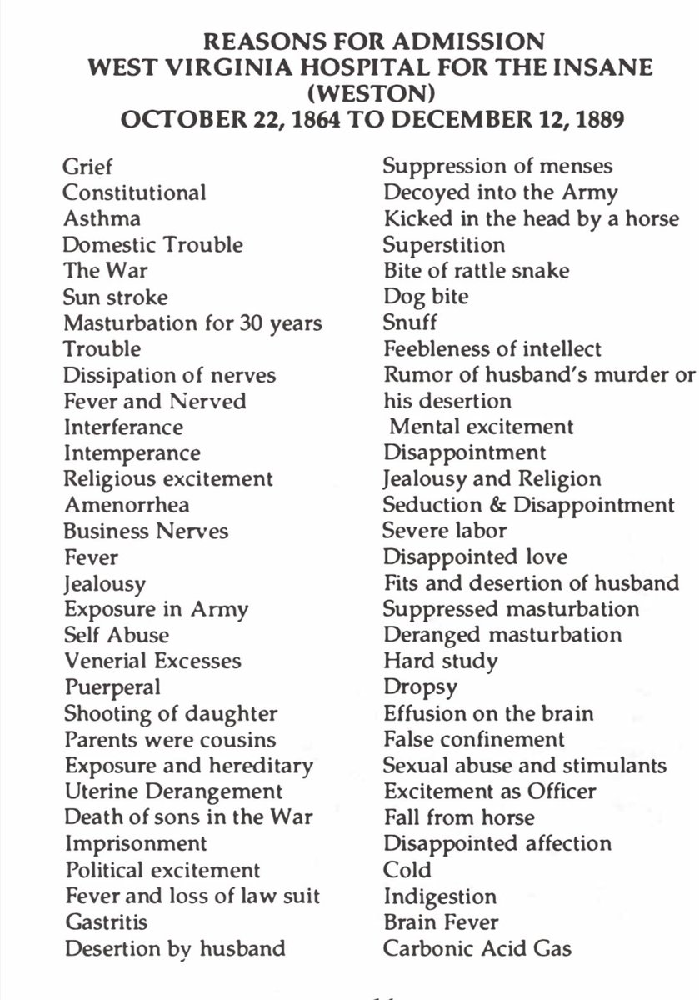 REASONS FOR ADMISSION
WEST VIRGINIA HOSPITAL FOR THE INSANE
(WESTON)
OCTOBER 22, 1864 TO DECEMBER 12, 1889
Grief
Constitutional
Asthma
Domestic Trouble
The War
Sun stroke
Masturbation for 30 years
Trouble
Dissipation of nerves
Fever and Nerved
Interferance
Intemperance
Religious excitement
Amenorrhea
Business Nerves
Fever
Jealousy
Exposure in Army
Self Abuse
Venerial Excesses
Puerperal
Shooting of daughter
Parents were cousins
Exposure and hereditary
Uterine Derangement
Death of sons in the War
Imprisonment
Political excitement
Fever and loss of law suit
Gastritis
Desertion by husband
Suppression of menses
Decoyed into the Army
Kicked in the head by a horse
Superstition
Bite of rattle snake
Dog bite
Snuff
Feebleness of intellect
Rumor of husband's murder or
his desertion
Mental excitement
Disappointment
Jealousy and Religion
Seduction & Disappointment
Severe labor
Disappointed love
Fits and desertion of husband
Suppressed masturbation
Deranged masturbation
Hard study
Dropsy
Effusion on the brain
False confinement
Sexual abuse and stimulants
Excitement as Officer
Fall from horse
Disappointed affection
Cold
Indigestion
Brain Fever
Carbonic Acid Gas